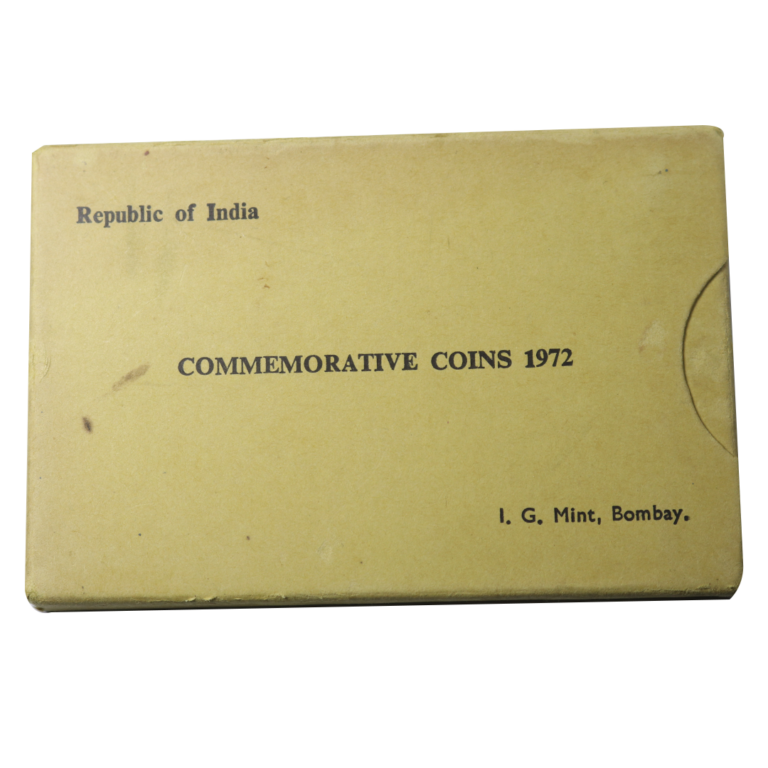 Republic of India
COMMEMORATIVE COINS 1972
I. G. Mint, Bombay.